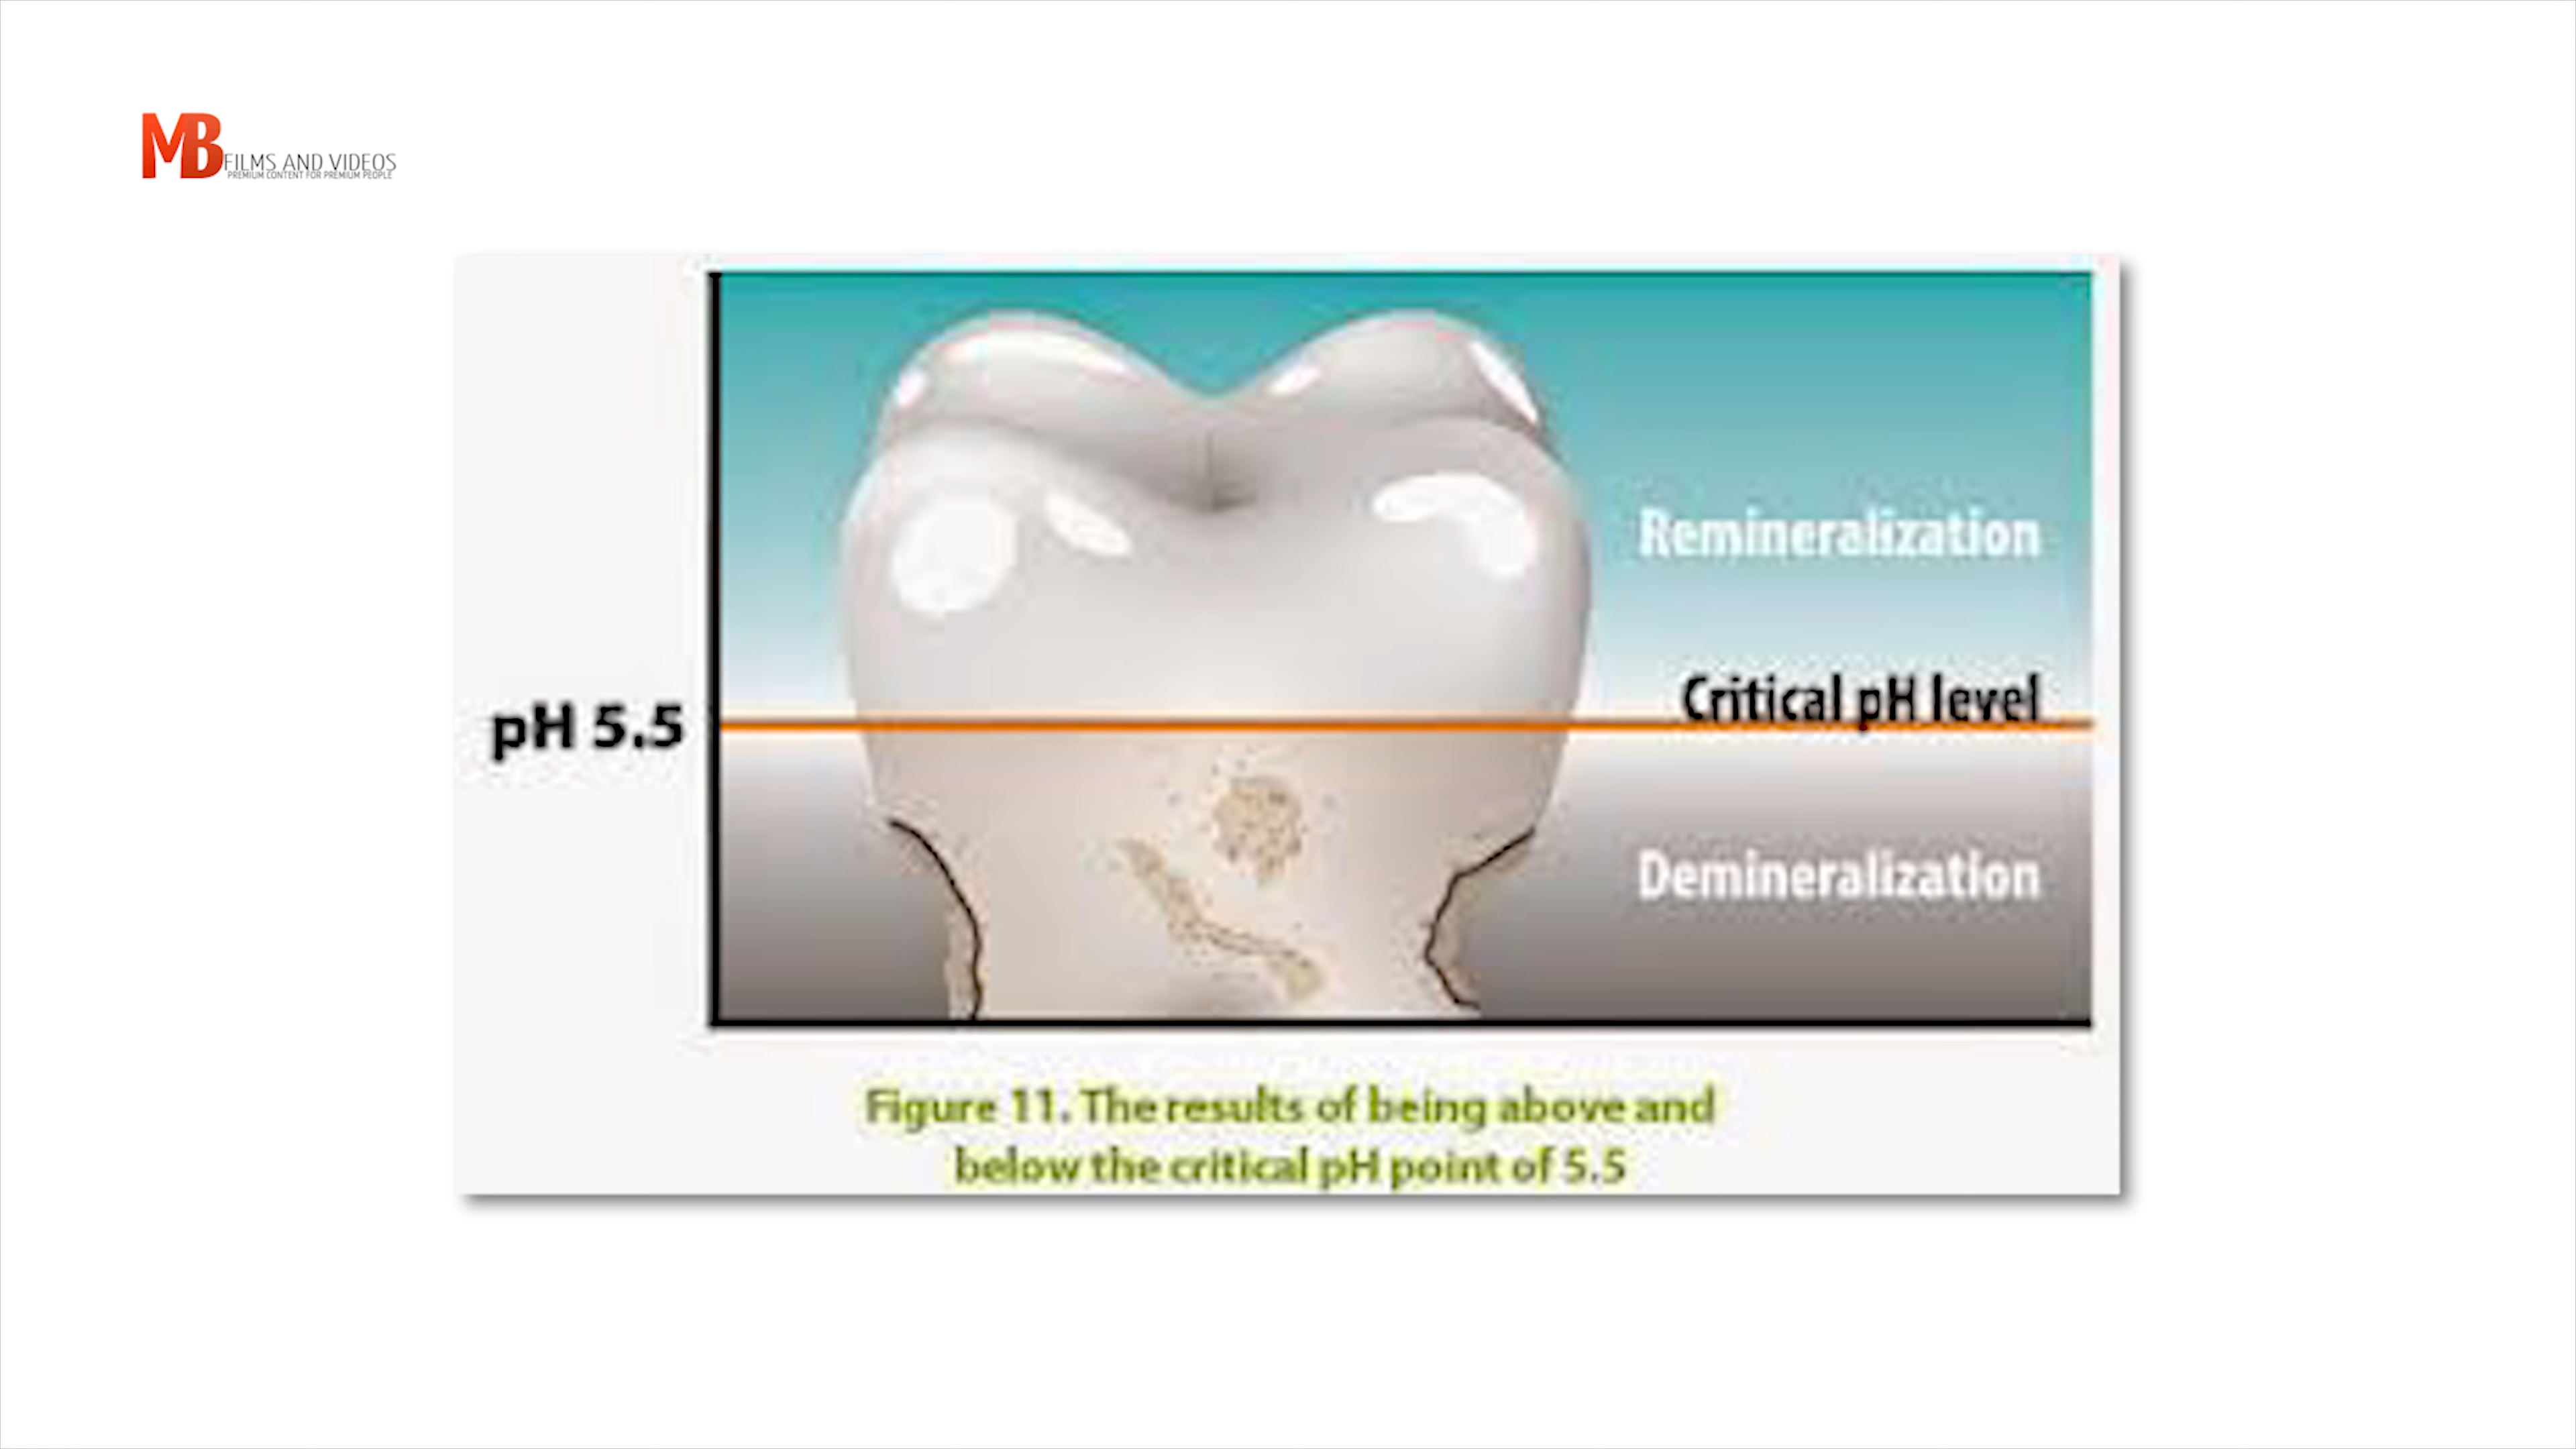 MB FILMS AND VIDEOS
PREMIUM CONTENT FOR PREMIUM PEOPLE
Remineralization
Critical pH level
pH 5.5
Demineralization
Figure 11. The results of being above and
below the critical pH point of 5.5